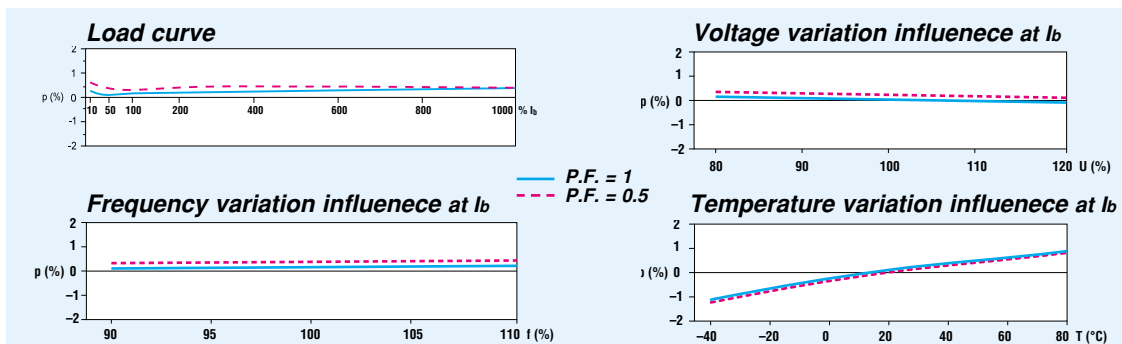 Load curve
2
1
p (%) 0
-1
-2
10 50 100 200 400 600 800 1000 % Ib
Voltage variation influenece at Ib
2
1
p (%) 0
–1
–2
80 90 100 110 120 U (%)
P.F. = 1
P.F. = 0.5
Frequency variation influenece at Ib
2
1
p (%) 0
–1
–2
90 95 100 105 110 f (%)
Temperature variation influenece at Ib
2
1
(%) 0
–1
–2
–40 –20 0 20 40 60 80 T (°C)